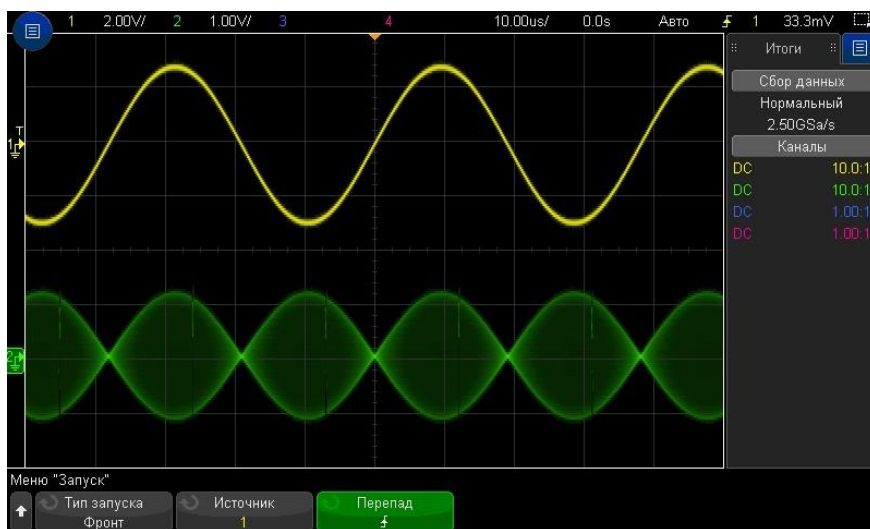 1 2.00V/ 2 1.00V/ 3 4 10.00us/ 0.0s Авто 1 33.3mV
Итоги
Сбор данных
Нормальный
2.50GSa/s
Каналы
DC 10.0:1
DC 10.0:1
DC 1.00:1
DC 1.00:1
T
1
2
Меню "Запуск"
Тип запуска Источник Перепад
Фронт 1